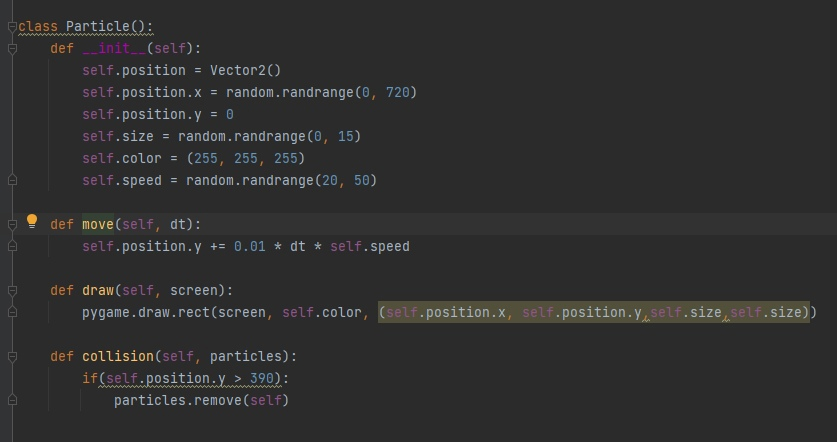 class Particle():
    def __init__(self):
        self.position = Vector2()
        self.position.x = random.randrange(0, 720)
        self.position.y = 0
        self.size = random.randrange(0, 15)
        self.color = (255, 255, 255)
        self.speed = random.randrange(20, 50)
    def move(self, dt):
        self.position.y += 0.01 * dt * self.speed
    def draw(self, screen):
        pygame.draw.rect(screen, self.color, (self.position.x, self.position.y,self.size,self.size))
    def collision(self, particles):
        if(self.position.y > 390):
            particles.remove(self)